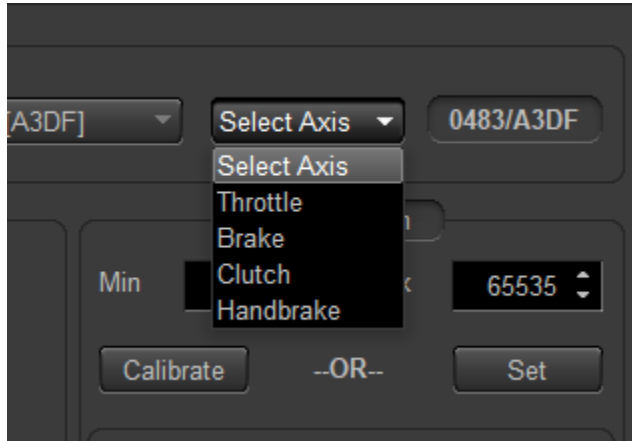 [A3DF] Select Axis 0483/A3DF
Select Axis
Throttle
Brake
Clutch
Handbrake
Min 65535
Calibrate --OR-- Set